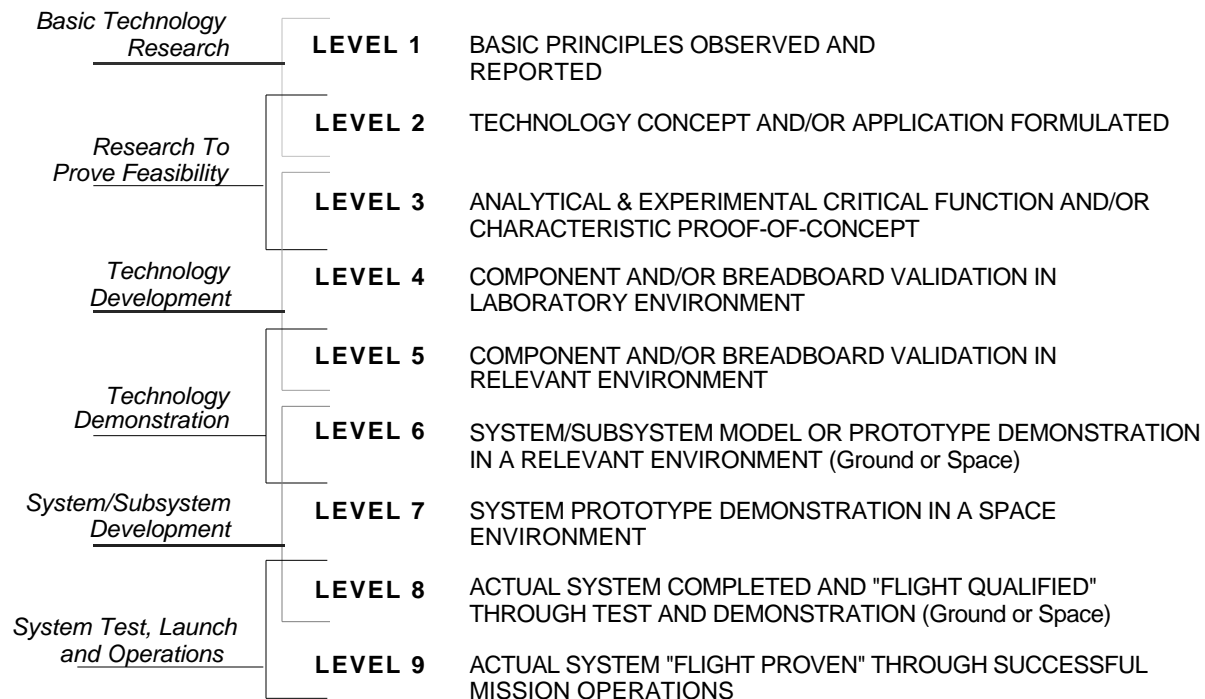 Basic Technology
Research
LEVEL 1 BASIC PRINCIPLES OBSERVED AND
REPORTED
LEVEL 2 TECHNOLOGY CONCEPT AND/OR APPLICATION FORMULATED
Research To
Prove Feasibility
LEVEL 3 ANALYTICAL & EXPERIMENTAL CRITICAL FUNCTION AND/OR
CHARACTERISTIC PROOF-OF-CONCEPT
Technology
Development
LEVEL 4 COMPONENT AND/OR BREADBOARD VALIDATION IN
LABORATORY ENVIRONMENT
LEVEL 5 COMPONENT AND/OR BREADBOARD VALIDATION IN
RELEVANT ENVIRONMENT
Technology
Demonstration
LEVEL 6 SYSTEM/SUBSYSTEM MODEL OR PROTOTYPE DEMONSTRATION
IN A RELEVANT ENVIRONMENT (Ground or Space)
System/Subsystem
Development
LEVEL 7 SYSTEM PROTOTYPE DEMONSTRATION IN A SPACE
ENVIRONMENT
LEVEL 8 ACTUAL SYSTEM COMPLETED AND "FLIGHT QUALIFIED"
THROUGH TEST AND DEMONSTRATION (Ground or Space)
System Test, Launch
and Operations
LEVEL 9 ACTUAL SYSTEM "FLIGHT PROVEN" THROUGH SUCCESSFUL
MISSION OPERATIONS